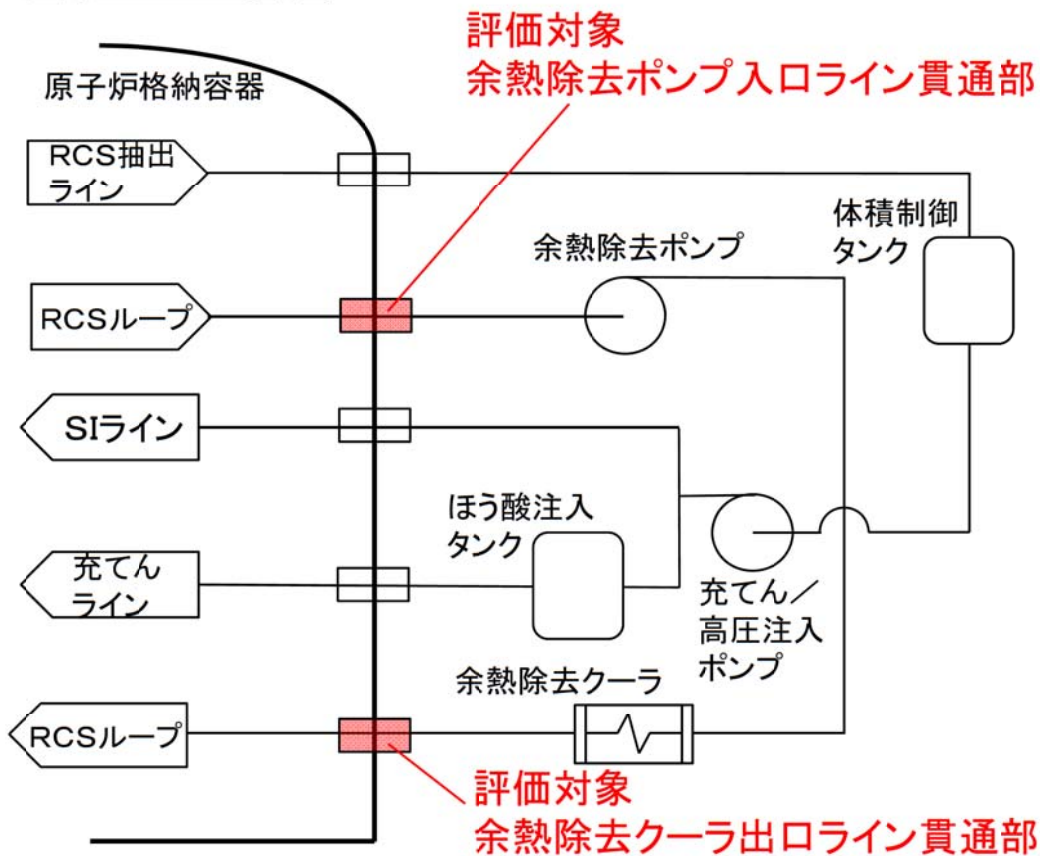 評価対象
余熱除去ポンプ入口ライン貫通部
原子炉格納容器
RCS抽出
ライン
体積制御
タンク
余熱除去ポンプ
RCSループ
SIライン
ほう酸注入
タンク
充てん
ライン
充てん／
高圧注入
ポンプ
余熱除去クーラ
RCSループ
評価対象
余熱除去クーラ出口ライン貫通部